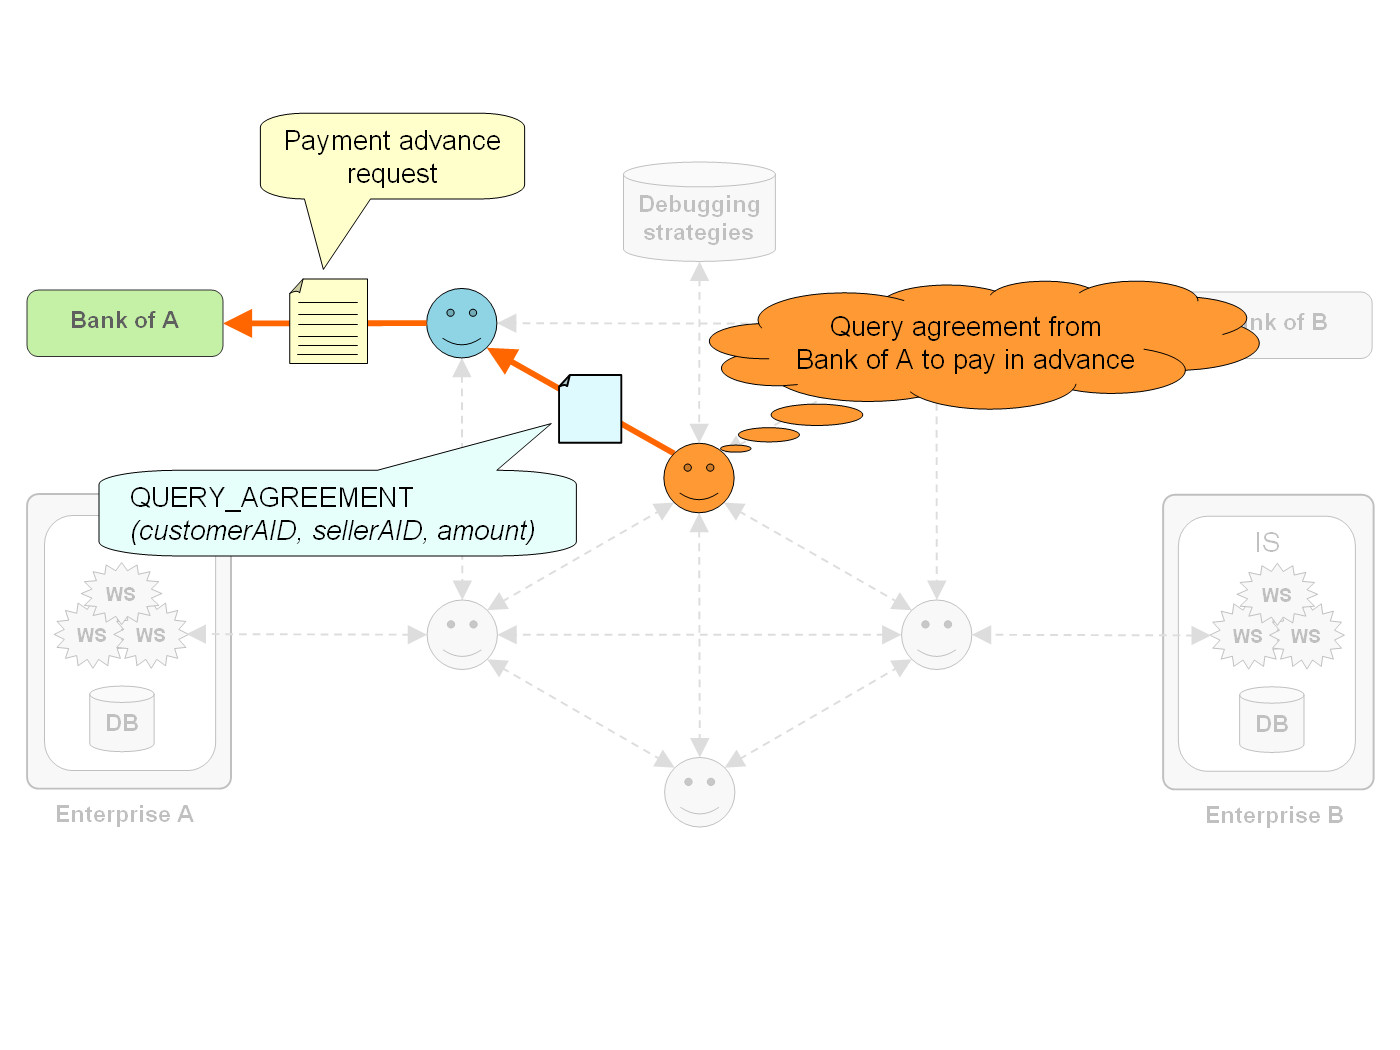 Payment advance
request
Debugging
strategies
Bank of A
Query agreement from
Bank of A to pay in advance
nk of B
QUERY_AGREEMENT
(customerAID, sellerAID, amount)
IS
WS
WS
WS
DB
WS
WS
WS
DB
Enterprise A
Enterprise B